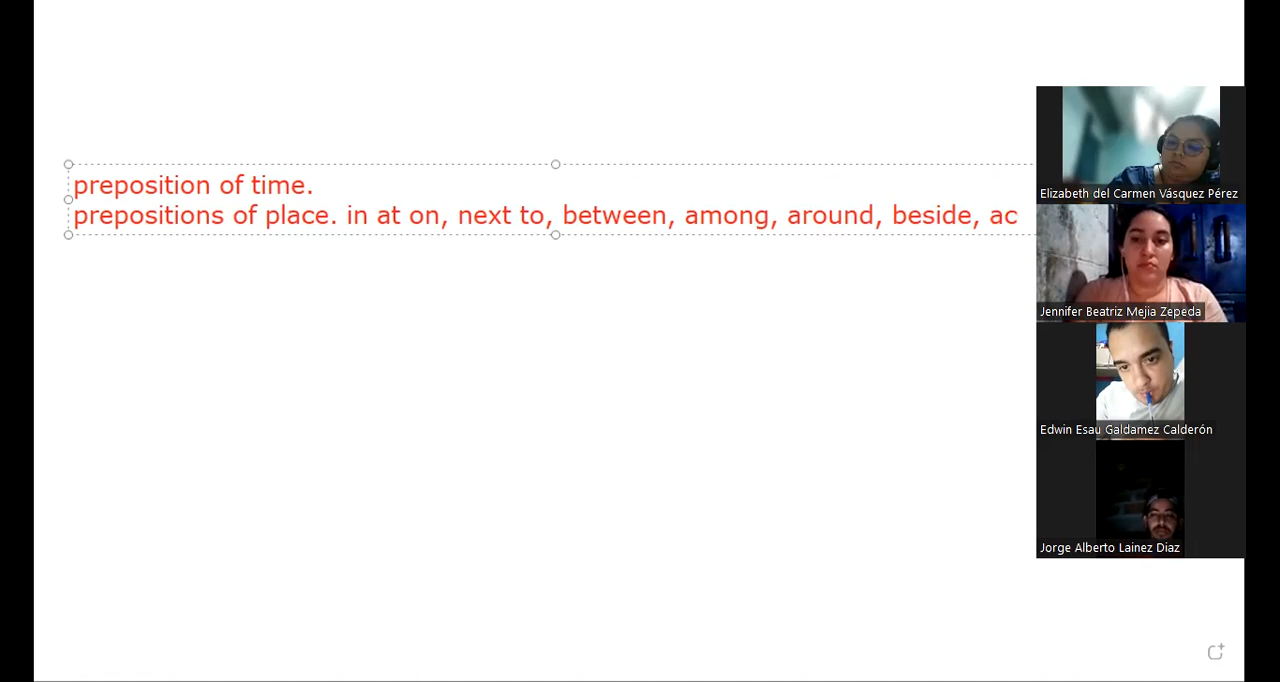 preposition of time.
prepositions of place. in at on, next to, between, among, around, beside, ac
Elizabeth del Carmen Vásquez Pérez
Jennifer Beatriz Mejia Zepeda
Edwin Esau Galdamez Calderón
Jorge Alberto Lainez Diaz